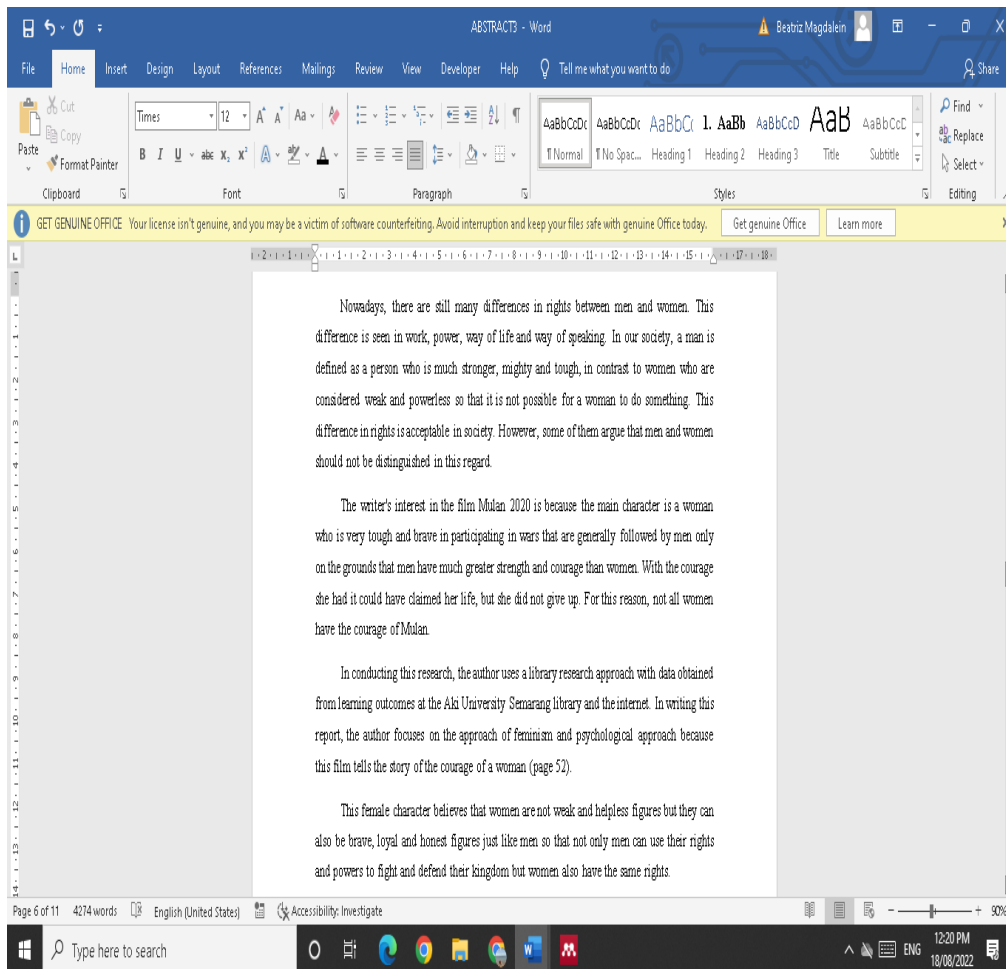 ABSTRACT3 - Word
Beatriz Magdalein
File Home Insert Design Layout References Mailings Review View Developer Help Tell me what you want to do Share
Cut
Copy
Paste
Format Painter
Clipboard
Times 12
Font
Paragraph
AaBbCcDc AaBbCcDc AaBbCc 1. AaBb AaBbCcD AaB AaBbCcD
¶ Normal ¶ No Spac... Heading 1 Heading 2 Heading 3 Title Subtitle
Styles
Find
Replace
Select
Editing
GET GENUINE OFFICE Your license isn't genuine, and you may be a victim of software counterfeiting. Avoid interruption and keep your files safe with genuine Office today. Get genuine Office Learn more
Nowadays, there are still many differences in rights between men and women. This
difference is seen in work, power, way of life and way of speaking. In our society, a man is
defined as a person who is much stronger, mighty and tough, in contrast to women who are
considered weak and powerless so that it is not possible for a woman to do something. This
difference in rights is acceptable in society. However, some of them argue that men and women
should not be distinguished in this regard.
The writer's interest in the film Mulan 2020 is because the main character is a woman
who is very tough and brave in participating in wars that are generally followed by men only
on the grounds that men have much greater strength and courage than women. With the courage
she had it could have claimed her life, but she did not give up. For this reason, not all women
have the courage of Mulan.
In conducting this research, the author uses a library research approach with data obtained
from learning outcomes at the Aki University Semarang library and the internet. In writing this
report, the author focuses on the approach of feminism and psychological approach because
this film tells the story of the courage of a woman (page 52).
This female character believes that women are not weak and helpless figures but they can
also be brave, loyal and honest figures just like men so that not only men can use their rights
and powers to fight and defend their kingdom but women also have the same rights.
Page 6 of 11 4274 words English (United States) Accessibility: Investigate 90%
Type here to search
ENG
12:20 PM
18/08/2022